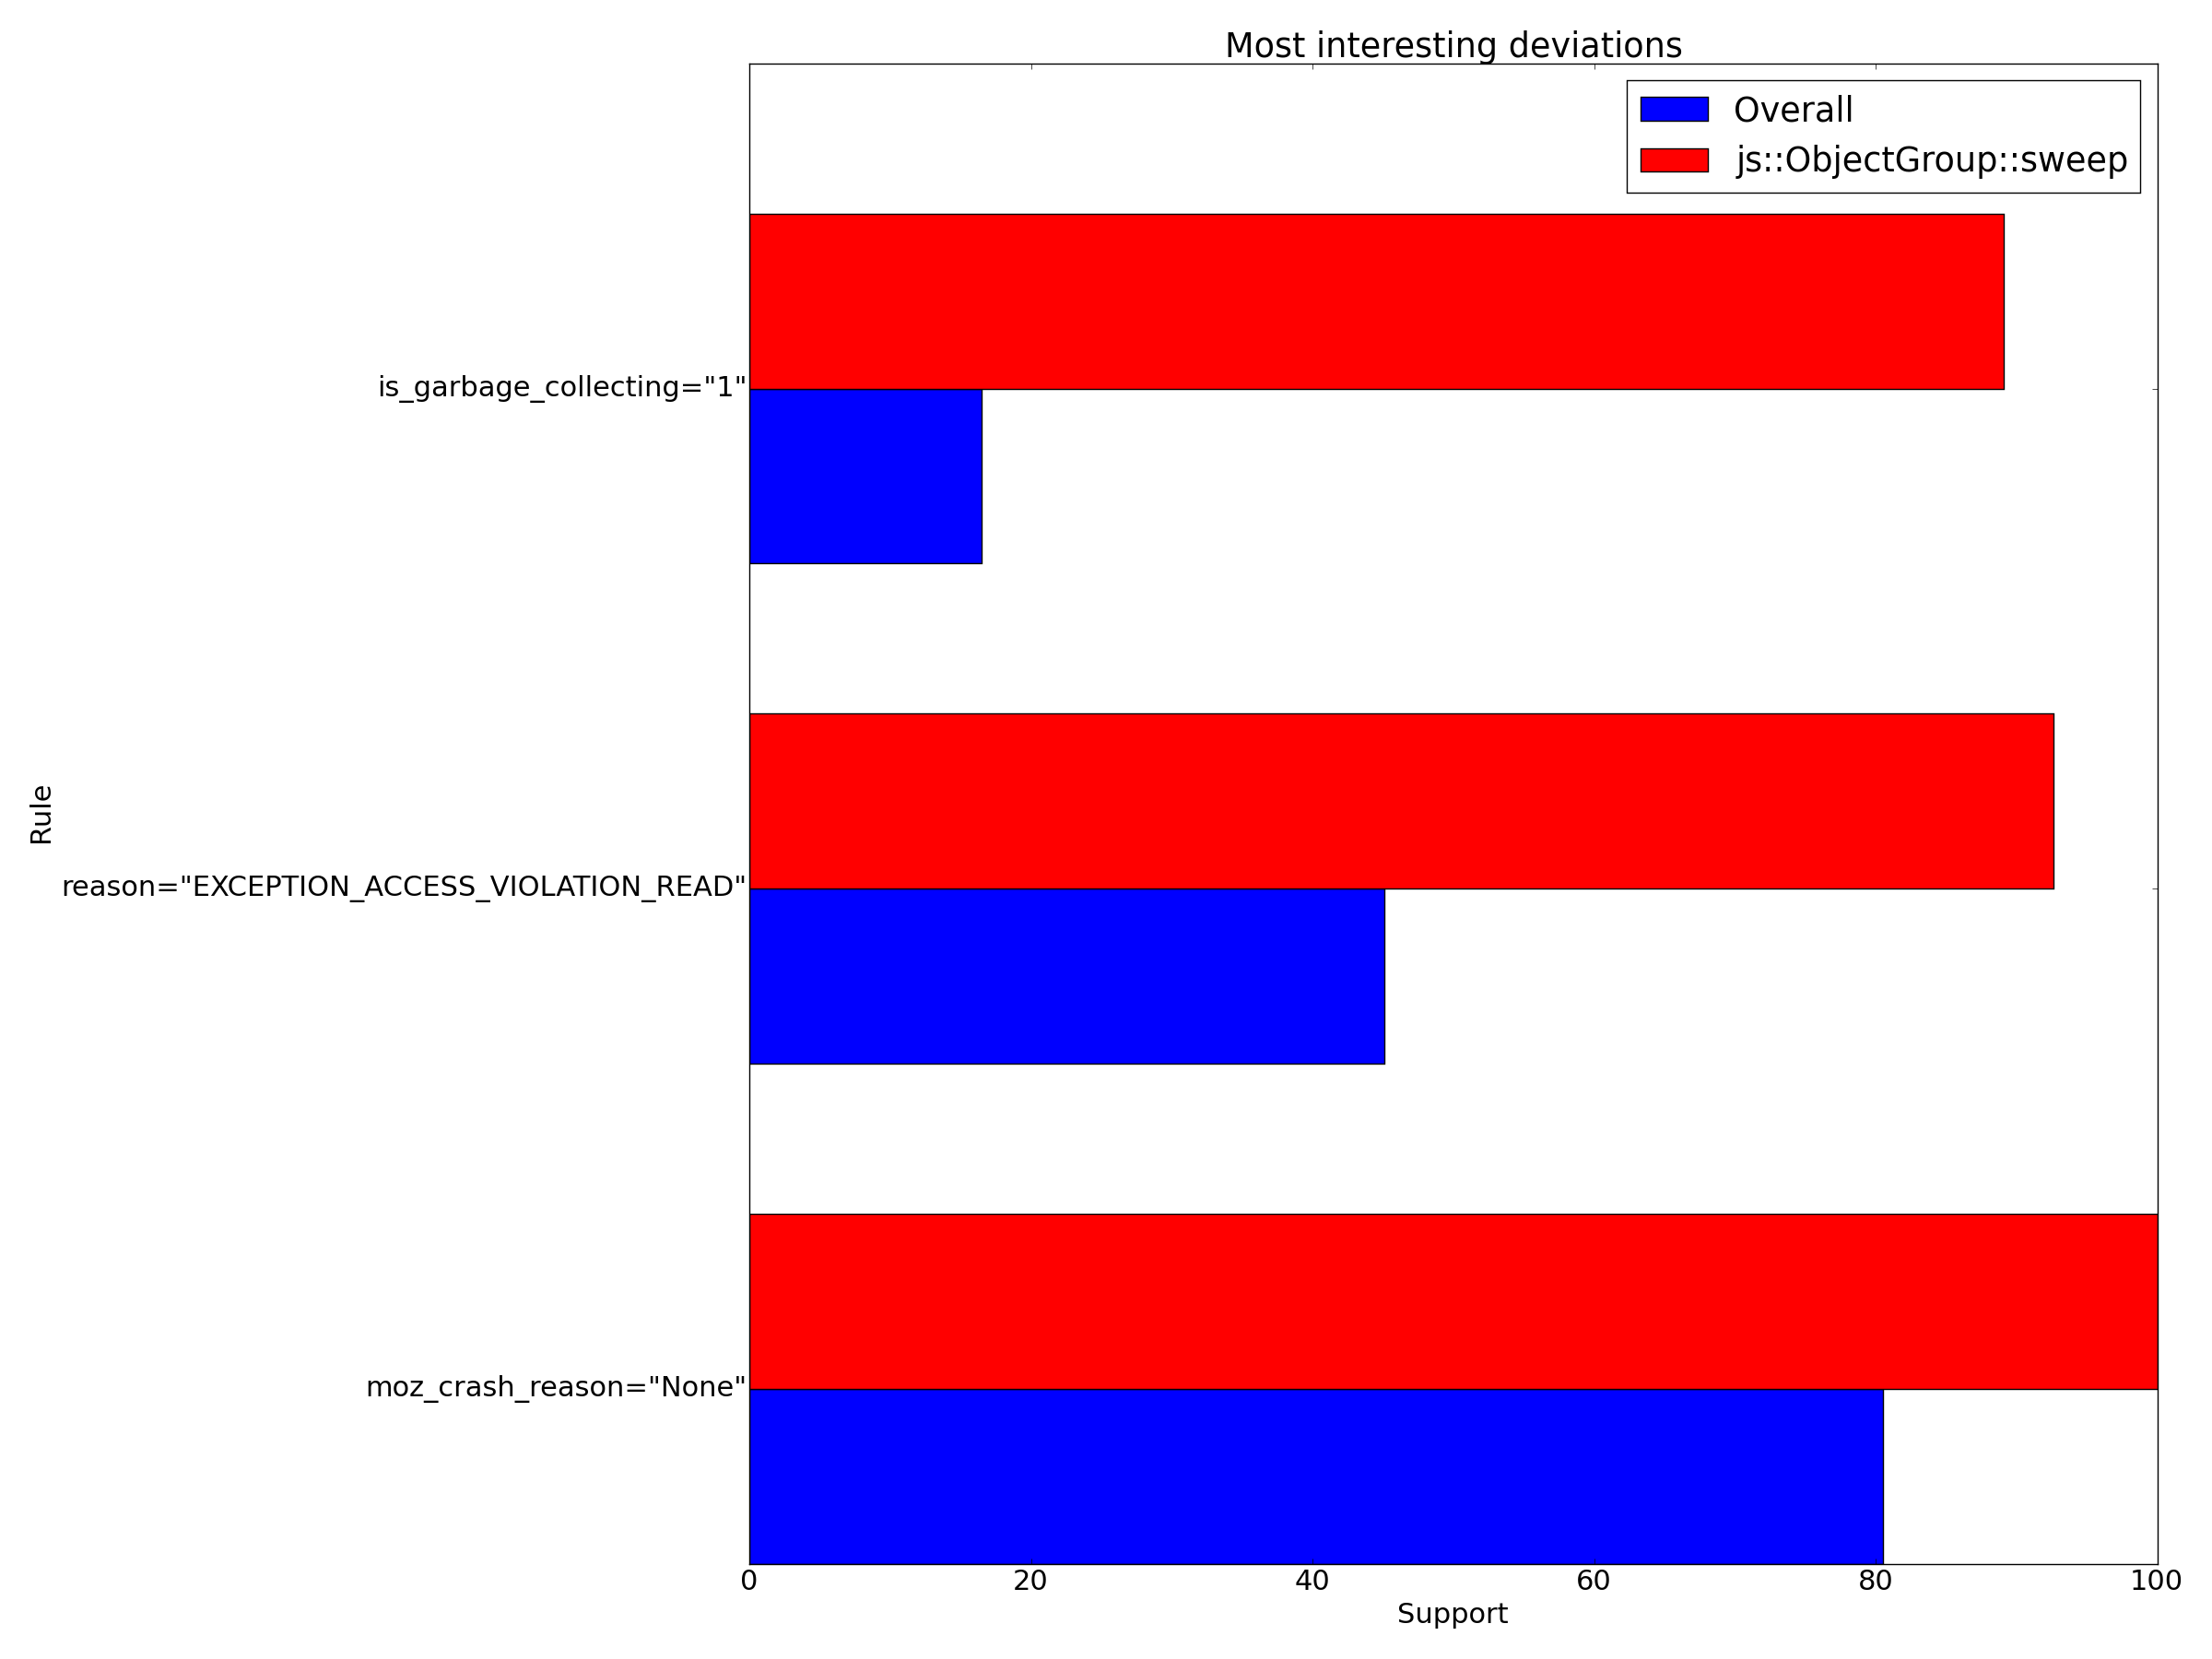 Most interesting deviations
Overall
js::ObjectGroup::sweep
is_garbage_collecting="1"
Rule
reason="EXCEPTION_ACCESS_VIOLATION_READ"
moz_crash_reason="None"
0 20 40 60 80 100
Support